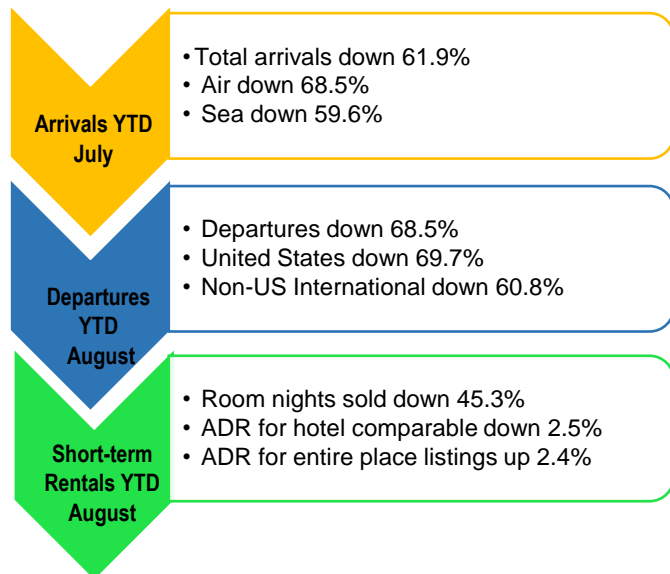 Arrivals YTD
July
• Total arrivals down 61.9%
• Air down 68.5%
• Sea down 59.6%
Departures
YTD
August
• Departures down 68.5%
• United States down 69.7%
• Non-US International down 60.8%
Short-term
Rentals YTD
August
• Room nights sold down 45.3%
• ADR for hotel comparable down 2.5%
• ADR for entire place listings up 2.4%